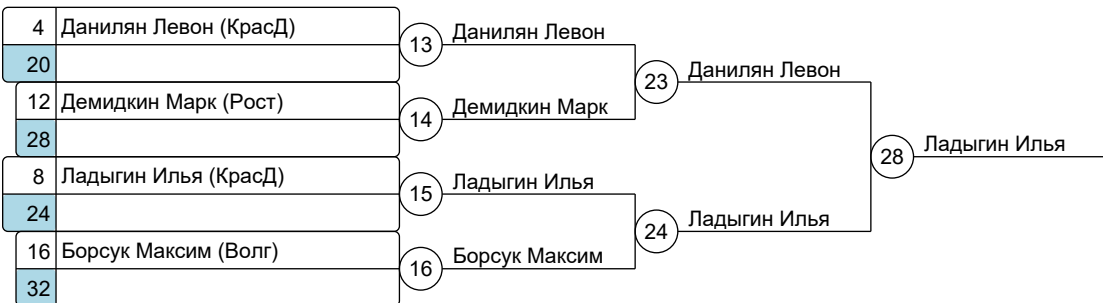 4 Данилян Левон (КрасД)
20
12 Демидкин Марк (Рост)
28
8 Ладыгин Илья (КрасД)
24
16 Борсук Максим (Волг)
32
13 Данилян Левон
14 Демидкин Марк
15 Ладыгин Илья
16 Борсук Максим
23 Данилян Левон
24 Ладыгин Илья
28 Ладыгин Илья